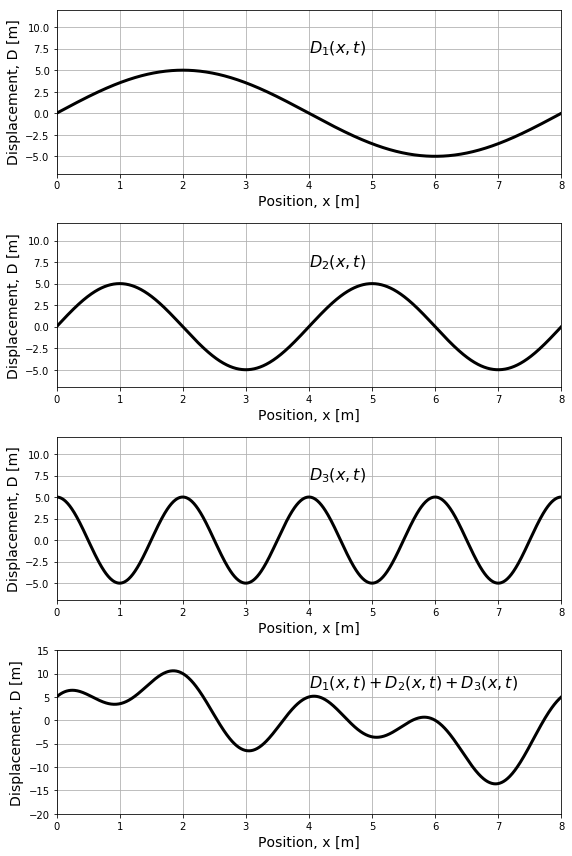 10.0
7.5
5.0
2.5
0.0
−2.5
−5.0
Displacement, D [m]
D₁(x, t)
0 1 2 3 4 5 6 7 8
Position, x [m]
10.0
7.5
5.0
2.5
0.0
−2.5
−5.0
Displacement, D [m]
D₂(x, t)
0 1 2 3 4 5 6 7 8
Position, x [m]
10.0
7.5
5.0
2.5
0.0
−2.5
−5.0
Displacement, D [m]
D₃(x, t)
0 1 2 3 4 5 6 7 8
Position, x [m]
15
10
5
0
−5
−10
−15
−20
Displacement, D [m]
D₁(x, t) + D₂(x, t) + D₃(x, t)
0 1 2 3 4 5 6 7 8
Position, x [m]